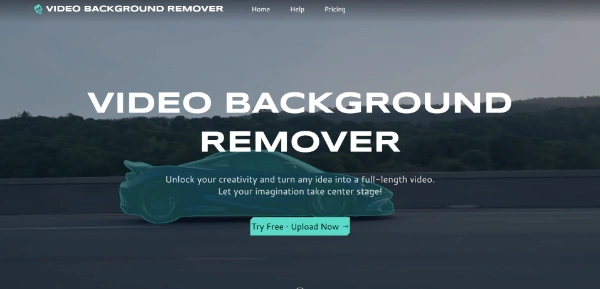 VIDEO BACKGROUND REMOVER
Home Help Pricing
VIDEO BACKGROUND
REMOVER
Unlock your creativity and turn any idea into a full-length video.
Let your imagination take center stage!
Try Free · Upload Now →